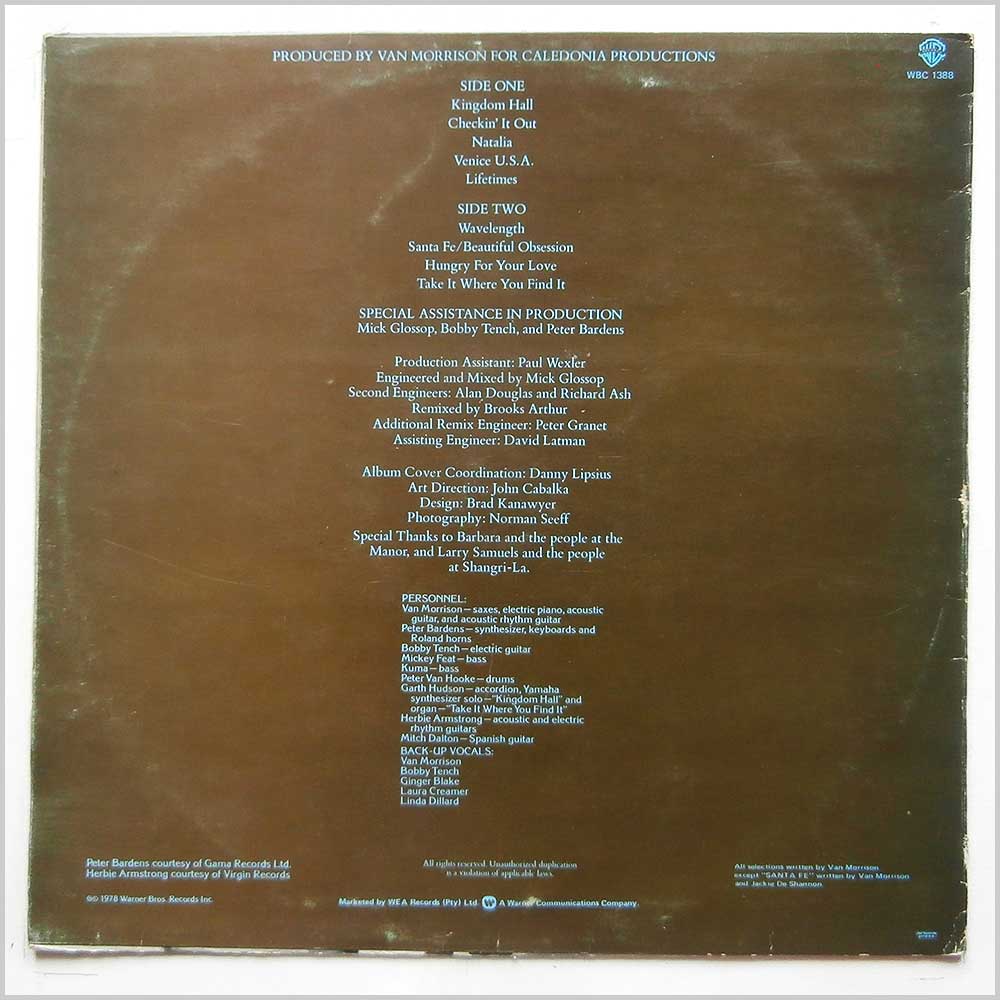 PRODUCED BY VAN MORRISON FOR CALEDONIA PRODUCTIONS
WBC 1388
SIDE ONE
Kingdom Hall
Checkin' It Out
Natalia
Venice U.S.A.
Lifetimes
SIDE TWO
Wavelength
Santa Fe/Beautiful Obsession
Hungry For Your Love
Take It Where You Find It
SPECIAL ASSISTANCE IN PRODUCTION
Mick Glossop, Bobby Tench, and Peter Bardens
Production Assistant: Paul Wexler
Engineered and Mixed by Mick Glossop
Second Engineers: Alan Douglas and Richard Ash
Remixed by Brooks Arthur
Additional Remix Engineer: Peter Granet
Assisting Engineer: David Latman
Album Cover Coordination: Danny Lipsius
Art Direction: John Cabalka
Design: Brad Kanawyer
Photography: Norman Seeff
Special Thanks to Barbara and the people at the
Manor, and Larry Samuels and the people
at Shangri-La.
PERSONNEL:
Van Morrison—saxes, electric piano, acoustic
guitar, and acoustic rhythm guitar
Peter Bardens—synthesizer, keyboards and
Roland horns
Bobby Tench—electric guitar
Mickey Feat—bass
Kuma—bass
Peter Van Hooke—drums
Garth Hudson—accordion, Yamaha
synthesizer solo—"Kingdom Hall" and
organ—"Take It Where You Find It"
Herbie Armstrong—acoustic and electric
rhythm guitars
Mitch Dalton—Spanish guitar
BACK-UP VOCALS:
Van Morrison
Bobby Tench
Ginger Blake
Laura Creamer
Linda Dillard
Peter Bardens courtesy of Gama Records Ltd.
Herbie Armstrong courtesy of Virgin Records
All rights reserved. Unauthorized duplication
is a violation of applicable laws.
All selections written by Van Morrison
except "SANTA FE" written by Van Morrison
and Jackie De Shannon
℗© 1978 Warner Bros. Records Inc.
Marketed by WEA Records (Pty) Ltd. W A Warner Communications Company.